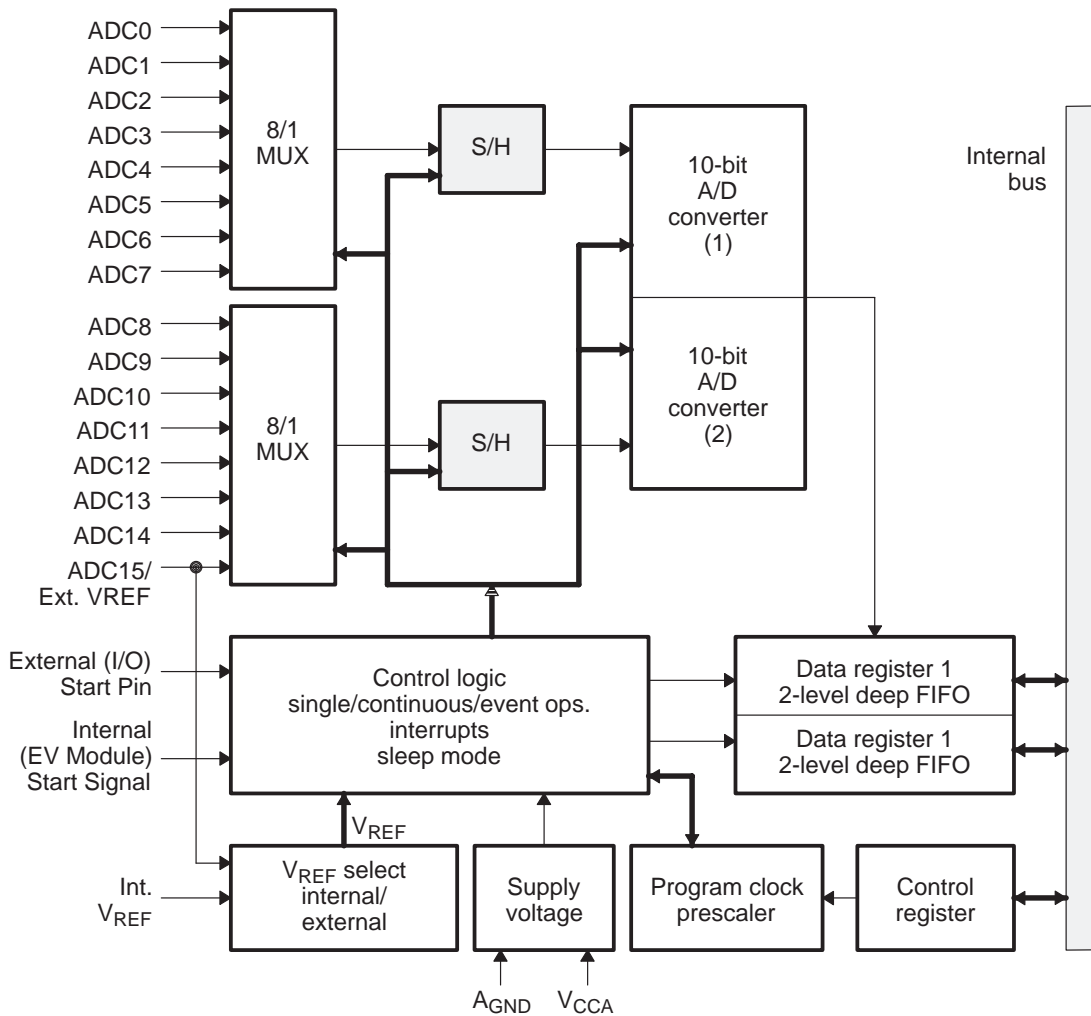 ADC0
ADC1
ADC2
ADC3
ADC4
ADC5
ADC6
ADC7
8/1
MUX
S/H
10-bit
A/D
converter
(1)
Internal
bus
ADC8
ADC9
ADC10
ADC11
ADC12
ADC13
ADC14
ADC15/
Ext. VREF
8/1
MUX
S/H
10-bit
A/D
converter
(2)
External (I/O)
Start Pin
Internal
(EV Module)
Start Signal
Control logic
single/continuous/event ops.
interrupts
sleep mode
Data register 1
2-level deep FIFO
Data register 1
2-level deep FIFO
VREF
Int.
VREF
VREF select
internal/
external
Supply
voltage
Program clock
prescaler
Control
register
AGND
VCCA